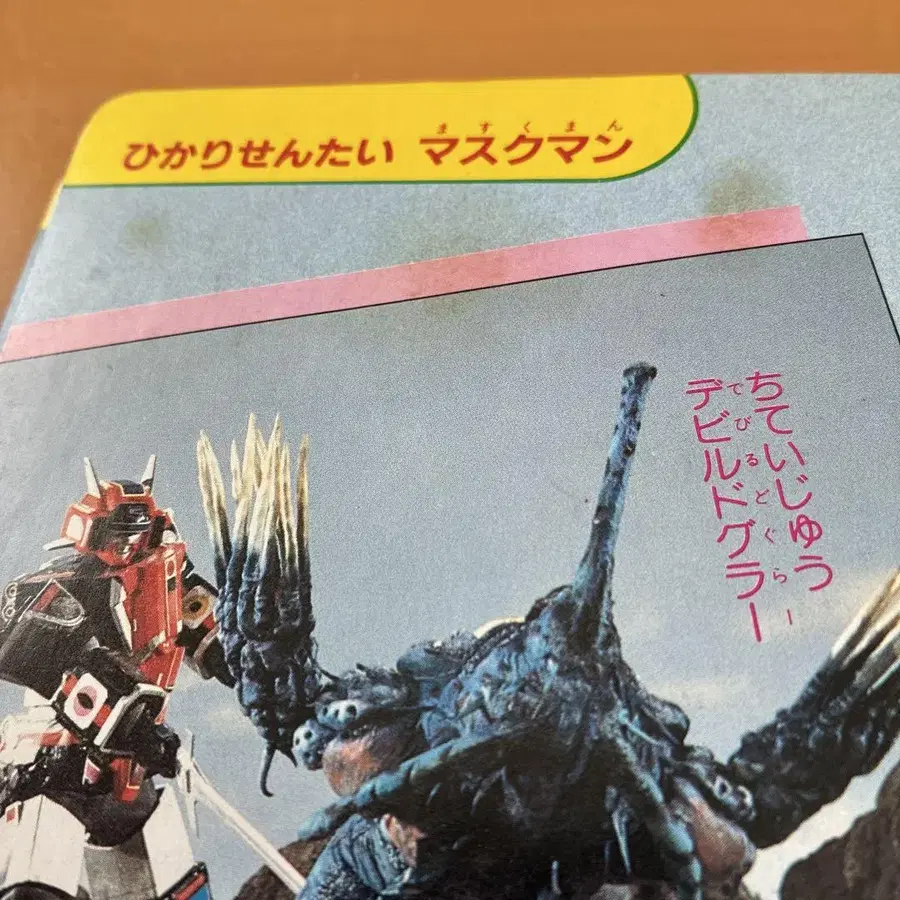 ひかりせんたい マスクマン
ますくまん
ちていじゅう
デビルドグラー
でびるどぐらー